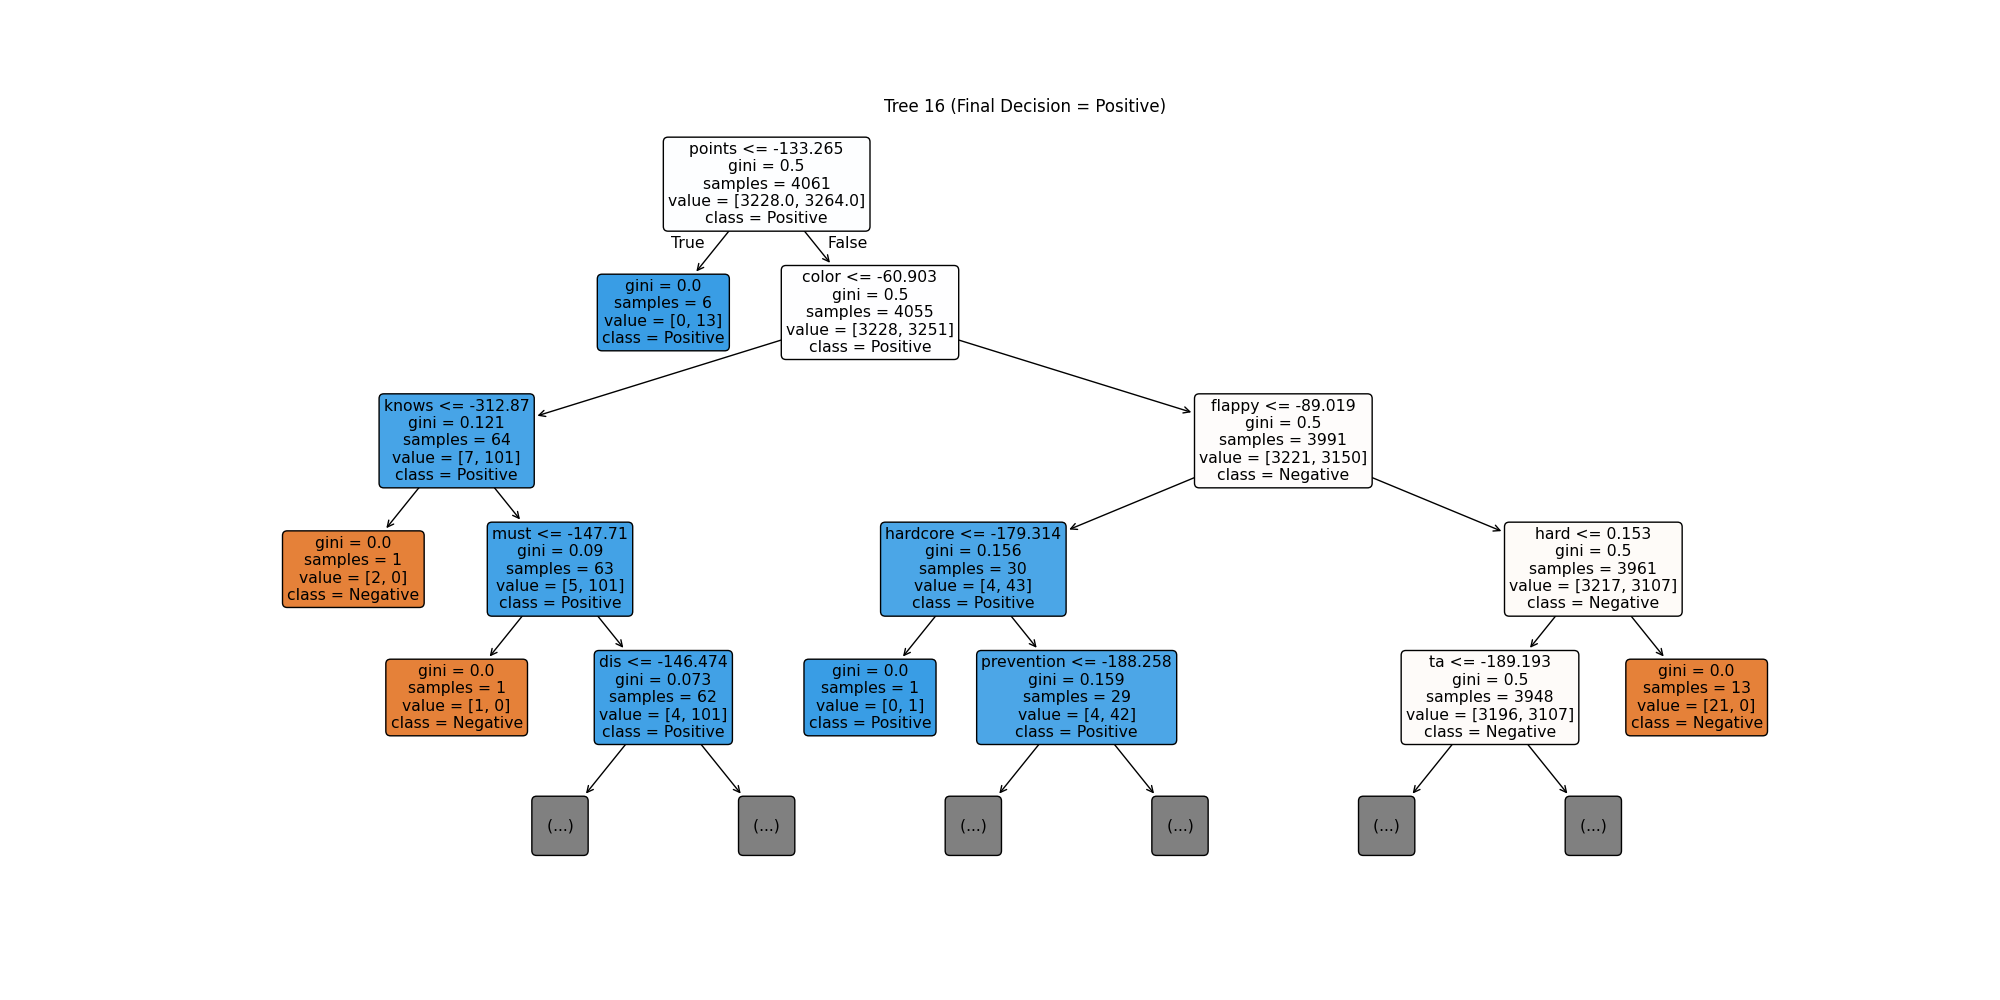 Tree 16 (Final Decision = Positive)
points <= -133.265
gini = 0.5
samples = 4061
value = [3228.0, 3264.0]
class = Positive
True
False
gini = 0.0
samples = 6
value = [0, 13]
class = Positive
color <= -60.903
gini = 0.5
samples = 4055
value = [3228, 3251]
class = Positive
knows <= -312.87
gini = 0.121
samples = 64
value = [7, 101]
class = Positive
flappy <= -89.019
gini = 0.5
samples = 3991
value = [3221, 3150]
class = Negative
gini = 0.0
samples = 1
value = [2, 0]
class = Negative
must <= -147.71
gini = 0.09
samples = 63
value = [5, 101]
class = Positive
hardcore <= -179.314
gini = 0.156
samples = 30
value = [4, 43]
class = Positive
hard <= 0.153
gini = 0.5
samples = 3961
value = [3217, 3107]
class = Negative
gini = 0.0
samples = 1
value = [1, 0]
class = Negative
dis <= -146.474
gini = 0.073
samples = 62
value = [4, 101]
class = Positive
gini = 0.0
samples = 1
value = [0, 1]
class = Positive
prevention <= -188.258
gini = 0.159
samples = 29
value = [4, 42]
class = Positive
ta <= -189.193
gini = 0.5
samples = 3948
value = [3196, 3107]
class = Negative
gini = 0.0
samples = 13
value = [21, 0]
class = Negative
(...)
(...)
(...)
(...)
(...)
(...)